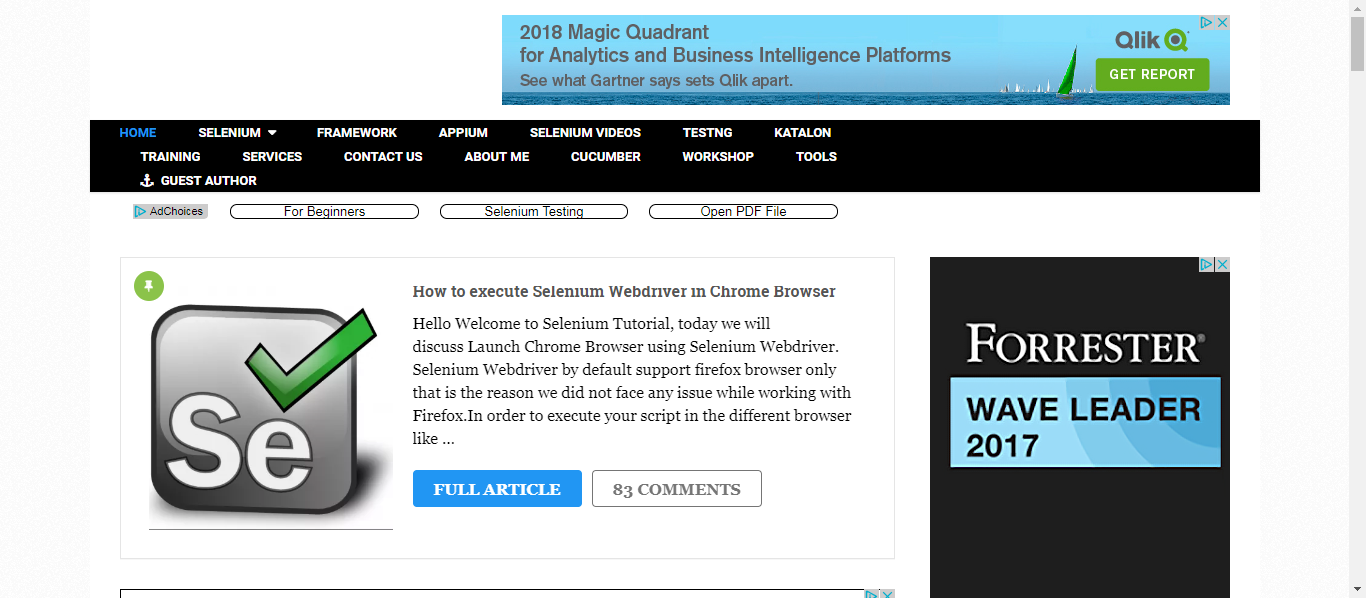 2018 Magic Quadrant
for Analytics and Business Intelligence Platforms
See what Gartner says sets Qlik apart.
Qlik
GET REPORT
HOME SELENIUM FRAMEWORK APPIUM SELENIUM VIDEOS TESTNG KATALON
TRAINING SERVICES CONTACT US ABOUT ME CUCUMBER WORKSHOP TOOLS
GUEST AUTHOR
AdChoices For Beginners Selenium Testing Open PDF File
How to execute Selenium Webdriver in Chrome Browser
Hello Welcome to Selenium Tutorial, today we will
discuss Launch Chrome Browser using Selenium Webdriver.
Selenium Webdriver by default support firefox browser only
that is the reason we did not face any issue while working with
Firefox.In order to execute your script in the different browser
like ...
FULL ARTICLE 83 COMMENTS
Se
FORRESTER®
WAVE LEADER
2017